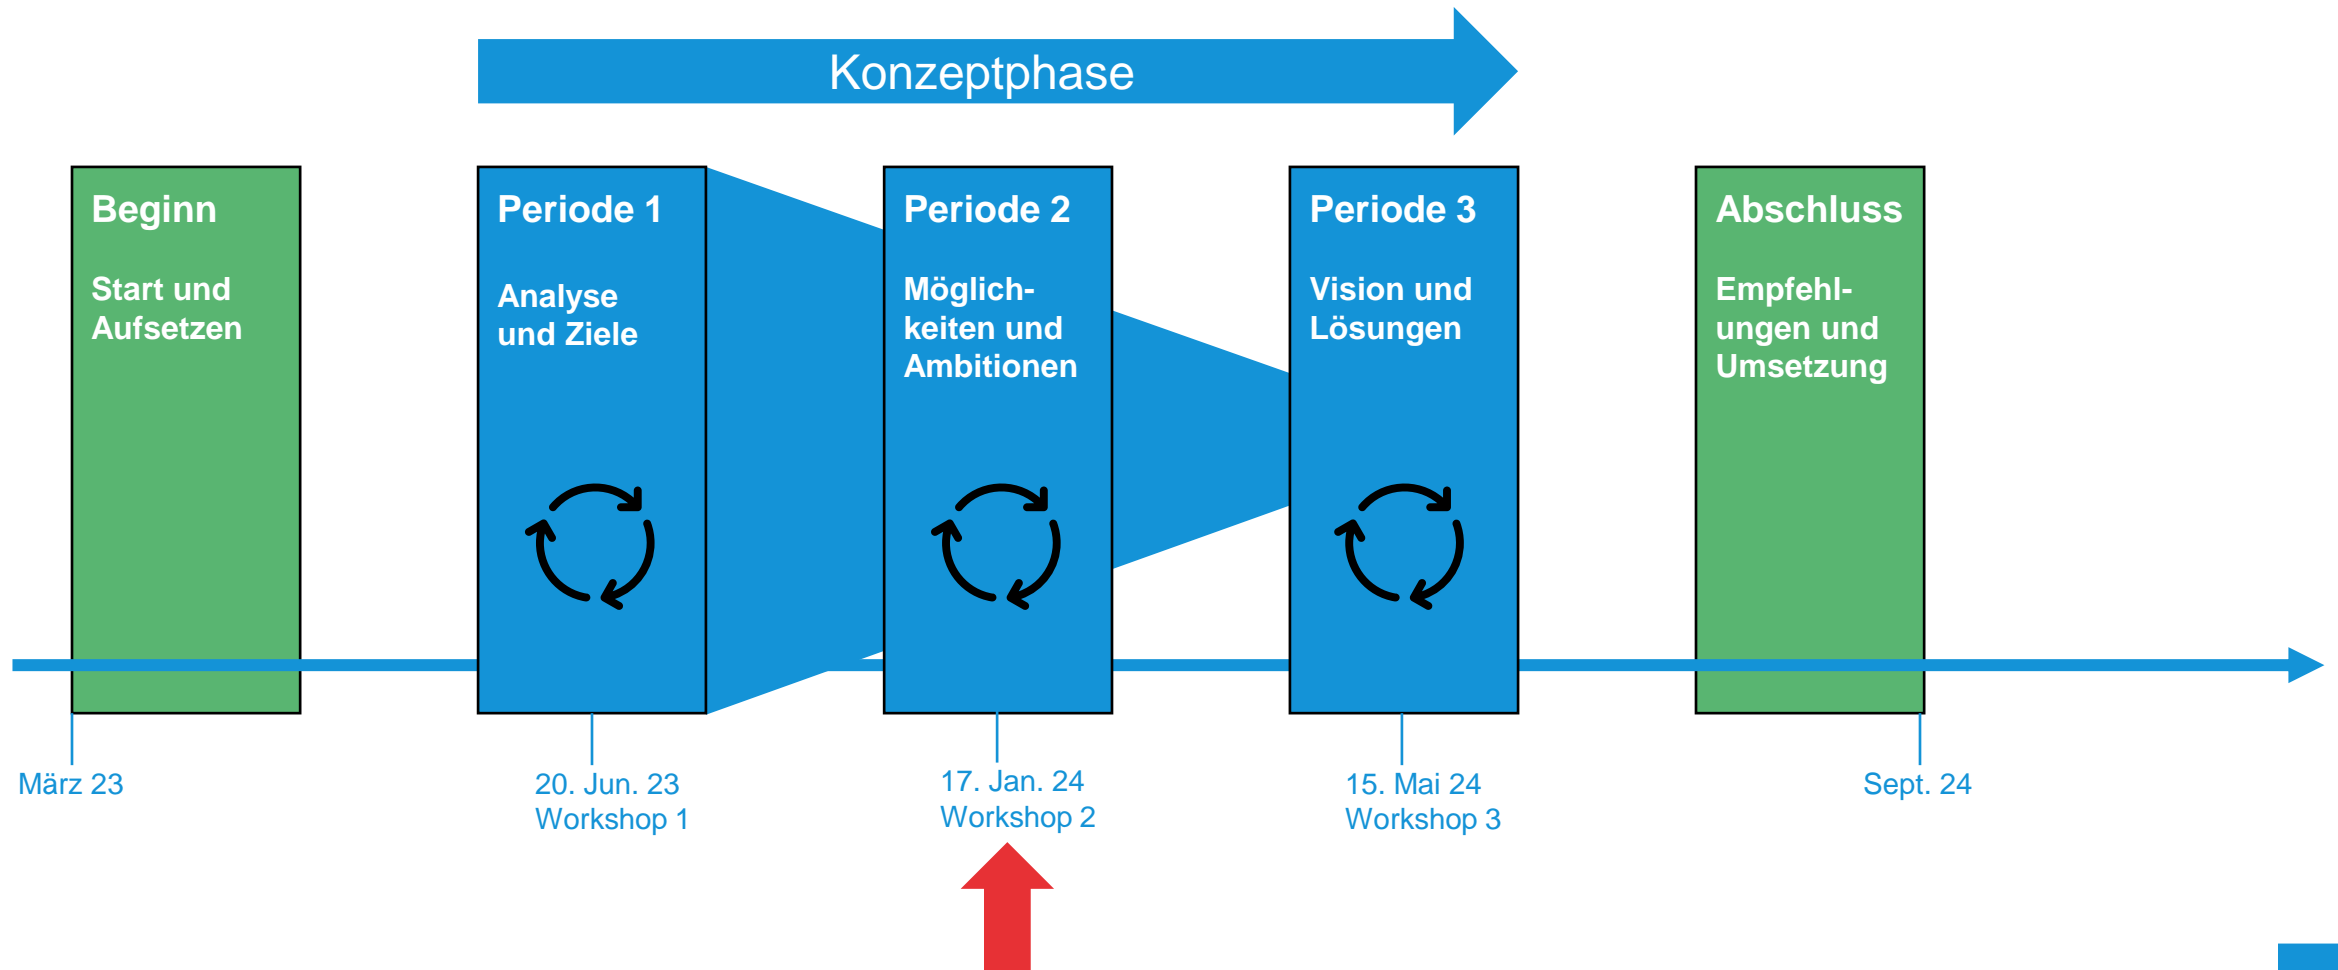 Konzeptphase
Beginn
Start und
Aufsetzen
Periode 1
Analyse
und Ziele
Periode 2
Möglich-
keiten und
Ambitionen
Periode 3
Vision und
Lösungen
Abschluss
Empfehl-
ungen und
Umsetzung
März 23
20. Jun. 23
Workshop 1
17. Jan. 24
Workshop 2
15. Mai 24
Workshop 3
Sept. 24